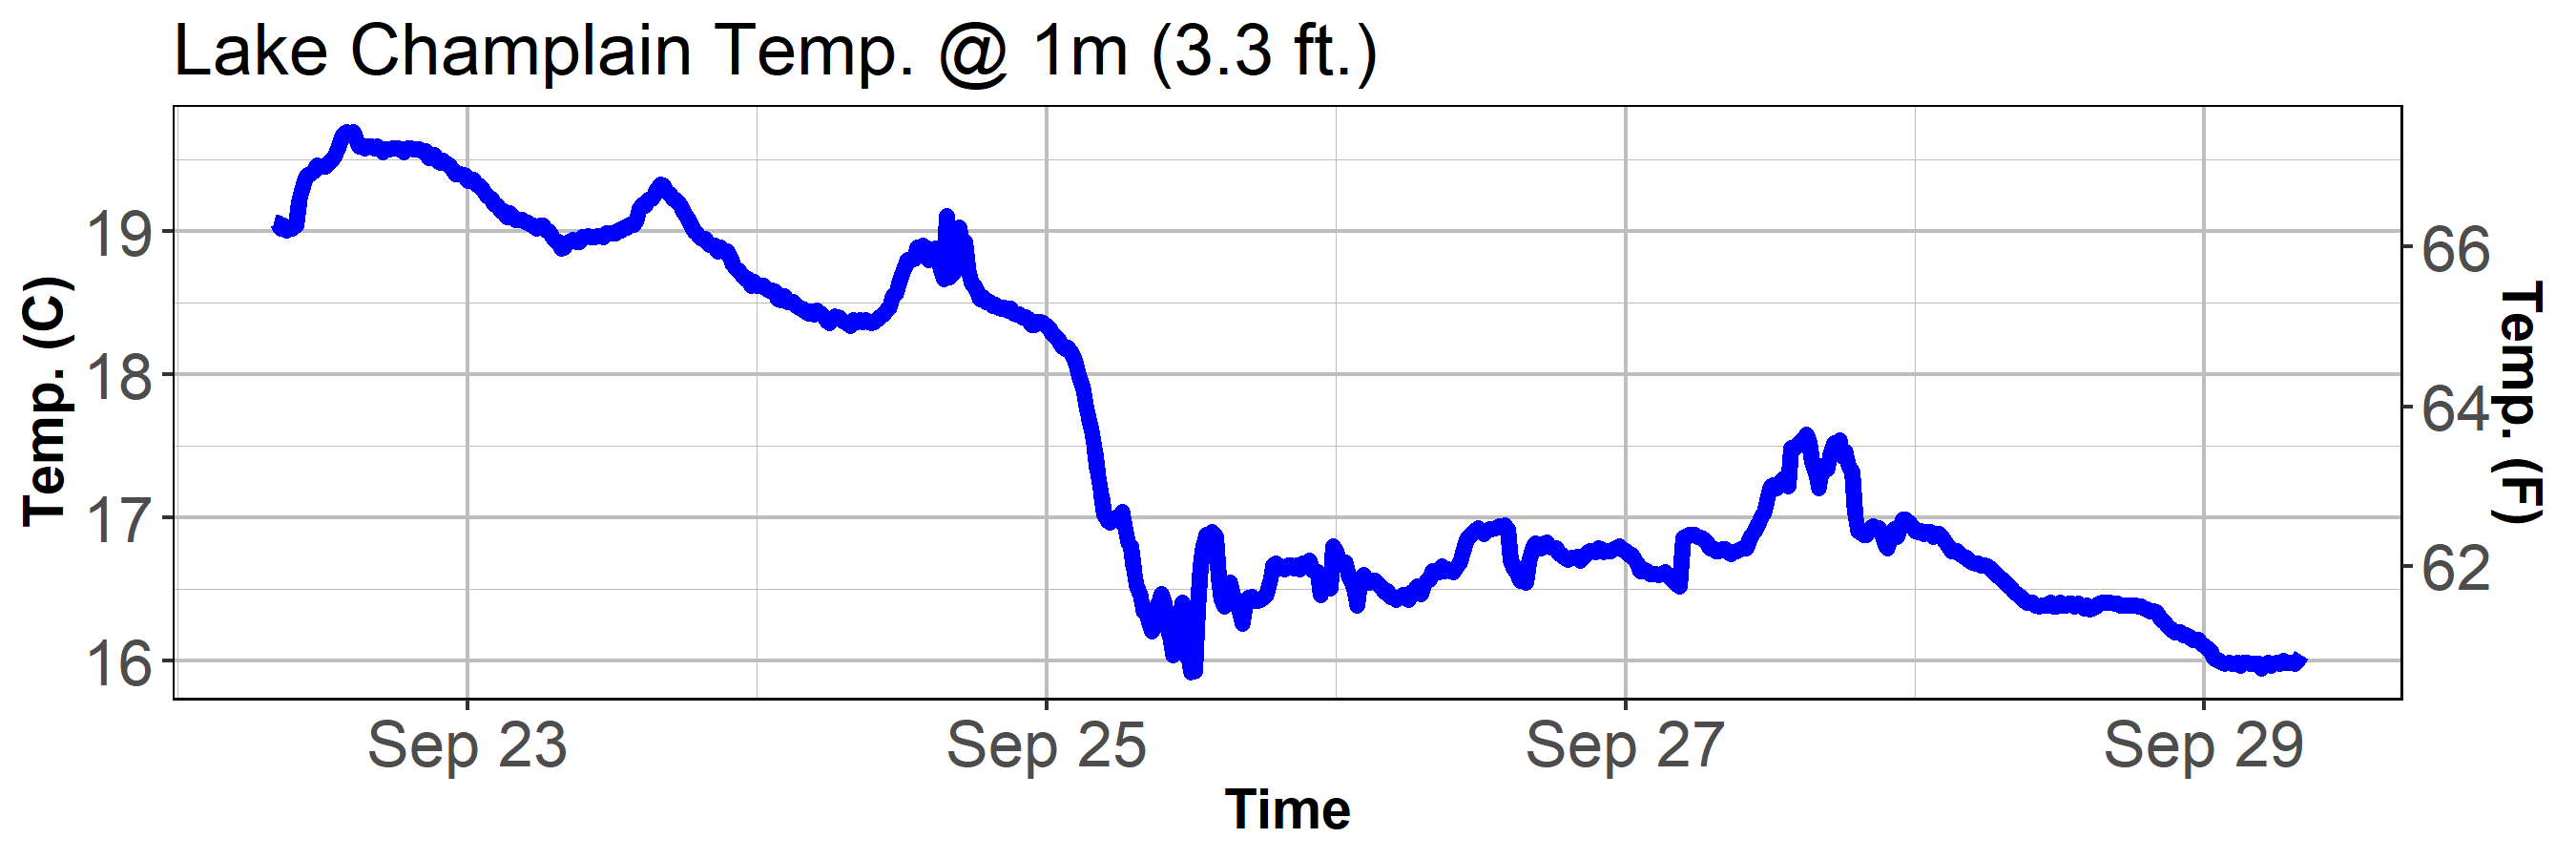 Lake Champlain Temp. @ 1m (3.3 ft.)
Temp. (C)
19
18
17
16
66
64
62
Temp. (F)
Sep 23
Sep 25
Sep 27
Sep 29
Time